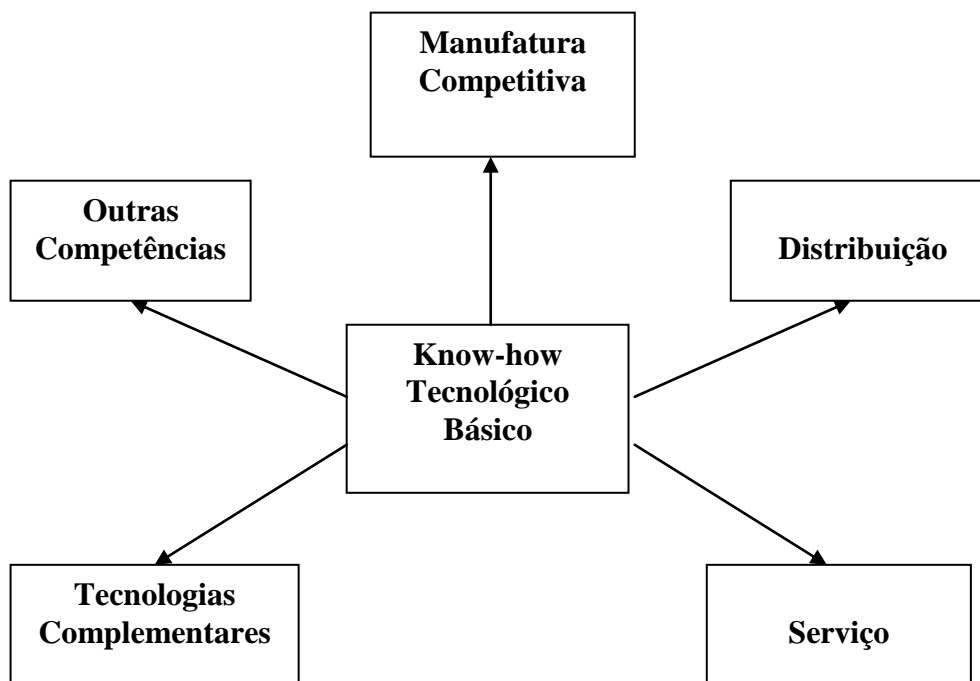 Manufatura
Competitiva
Outras
Competências
Distribuição
Know-how
Tecnológico
Básico
Tecnologias
Complementares
Serviço